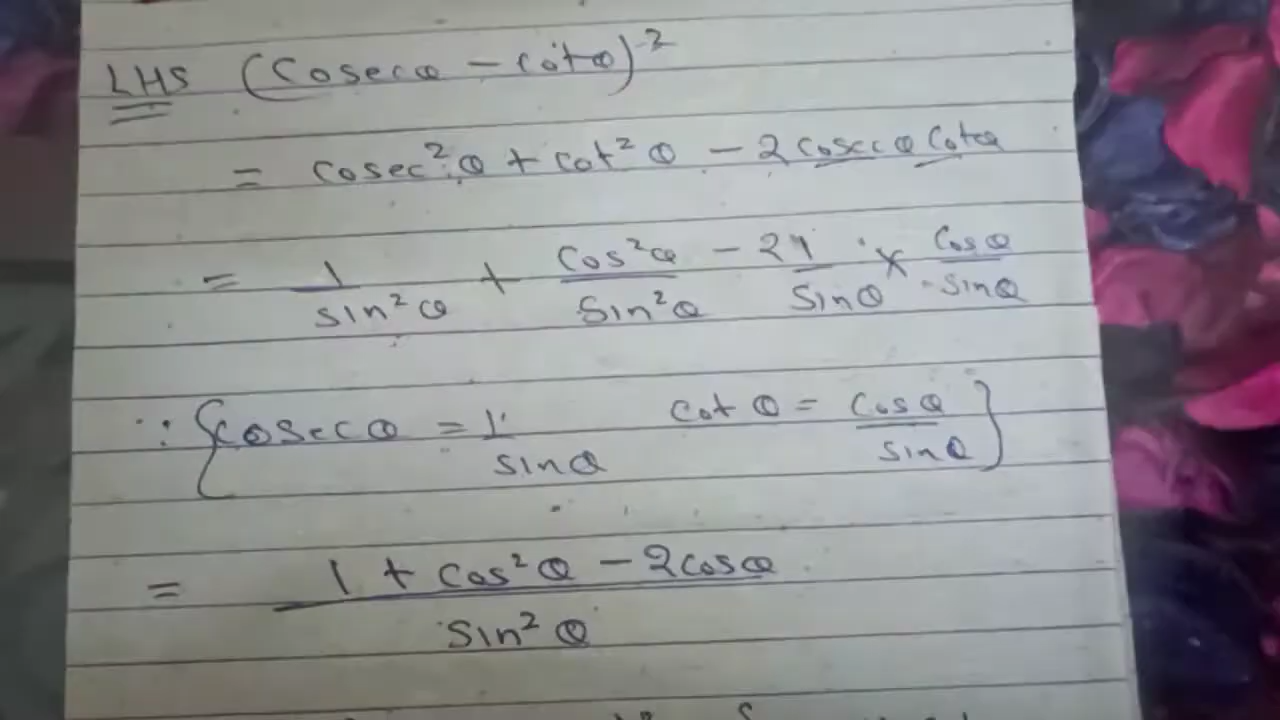 LHS (Cosecθ - cotθ)²
= cosec²θ + cot²θ - 2 cosecθ cotθ
= 1/sin²θ + cos²θ/sin²θ - 2 1/sinθ × cosθ/sinθ
∵ {cosecθ = 1/sinθ cot θ = cosθ/sinθ}
= 1 + cos²θ - 2cosθ / sin²θ